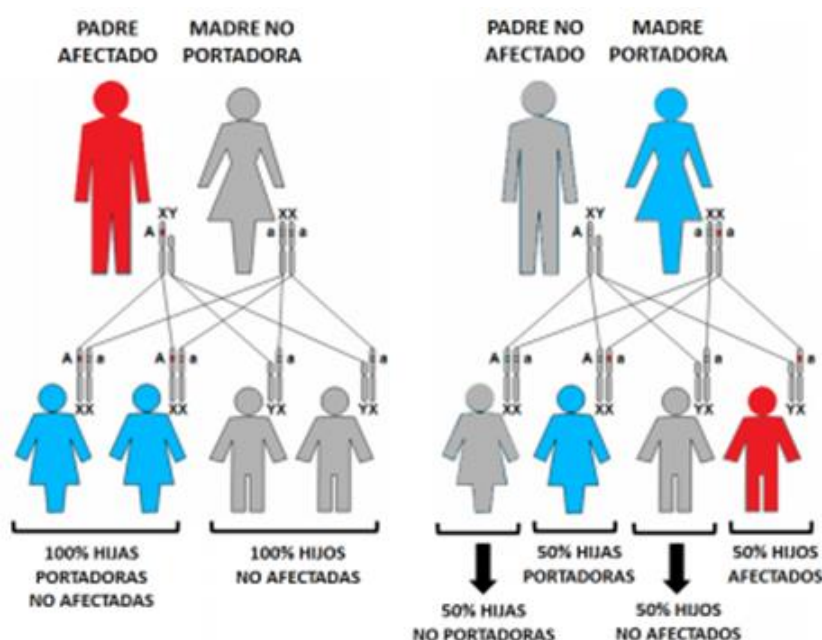 PADRE
AFECTADO
MADRE NO
PORTADORA
XY
A
XX
a a
A a
XX
A a
XX
a
YX
a
YX
100% HIJAS
PORTADORAS
NO AFECTADAS
100% HIJOS
NO AFECTADAS
PADRE NO
AFECTADO
MADRE
PORTADORA
XY
A
XX
a a
A a
XX
A a
XX
a
YX
a
YX
50% HIJAS
NO PORTADORAS
50% HIJAS
PORTADORAS
50% HIJOS
NO AFECTADOS
50% HIJOS
AFECTADOS